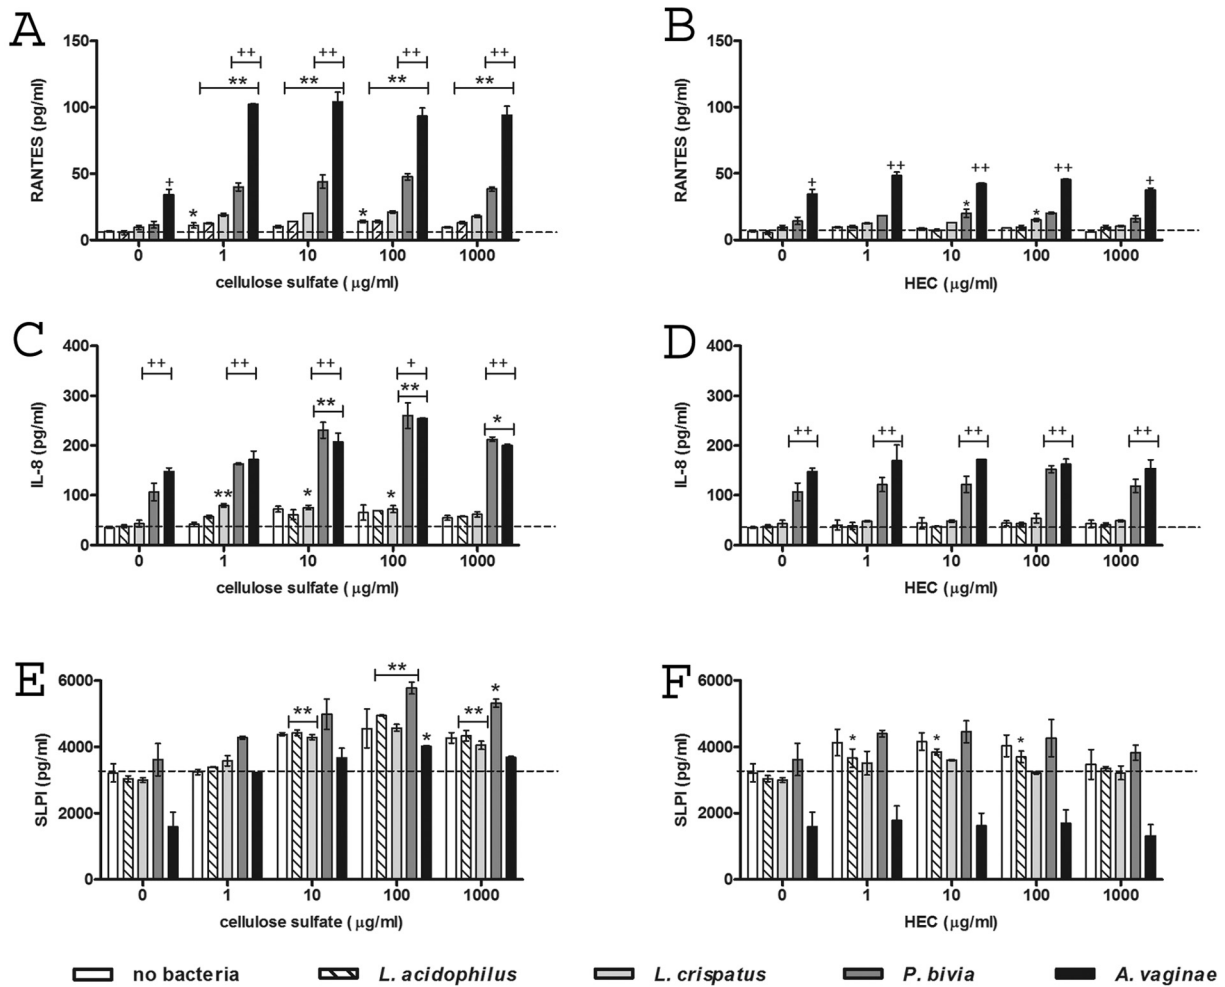 A
150
100
50
0
RANTES (pg/ml)
+
*
**
++
**
++
*
**
++
**
++
0 1 10 100 1000
cellulose sulfate ( μg/ml)
B
150
100
50
0
RANTES (pg/ml)
+
++
*
++
*
++
+
0 1 10 100 1000
HEC (μg/ml)
C
400
300
200
100
0
IL-8 (pg/ml)
++
**
++
*
**
++
*
**
+
*
++
0 1 10 100 1000
cellulose sulfate ( μg/ml)
D
400
300
200
100
0
IL-8 (pg/ml)
++ ++ ++ ++ ++
0 1 10 100 1000
HEC (μg/ml)
E
6000
4000
2000
0
SLPI (pg/ml)
**
**
*
**
*
0 1 10 100 1000
cellulose sulfate ( μg/ml)
F
6000
4000
2000
0
SLPI (pg/ml)
* * *
0 1 10 100 1000
HEC (μg/ml)
no bacteria L. acidophilus L. crispatus P. bivia A. vaginae